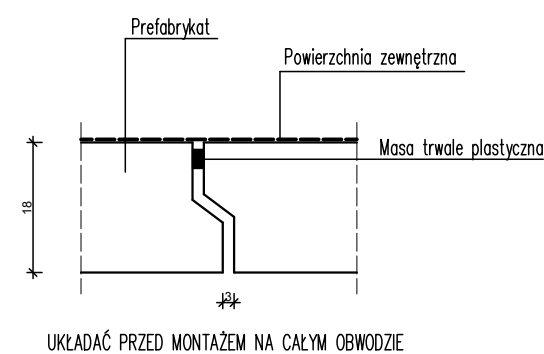 Prefabrykat
Powierzchnia zewnętrzna
Masa trwale plastyczna
18
3
UKŁADAĆ PRZED MONTAŻEM NA CAŁYM OBWODZIE